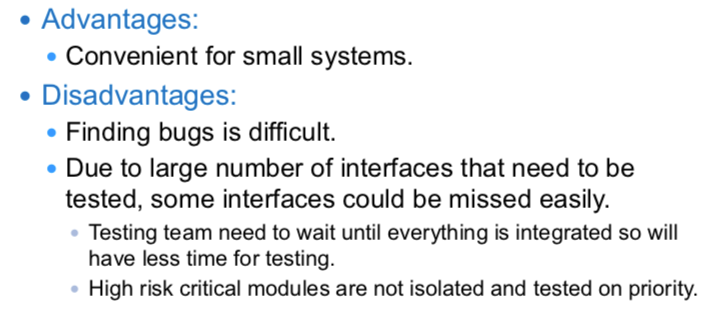 • Advantages:
• Convenient for small systems.
• Disadvantages:
• Finding bugs is difficult.
• Due to large number of interfaces that need to be
tested, some interfaces could be missed easily.
• Testing team need to wait until everything is integrated so will
have less time for testing.
• High risk critical modules are not isolated and tested on priority.